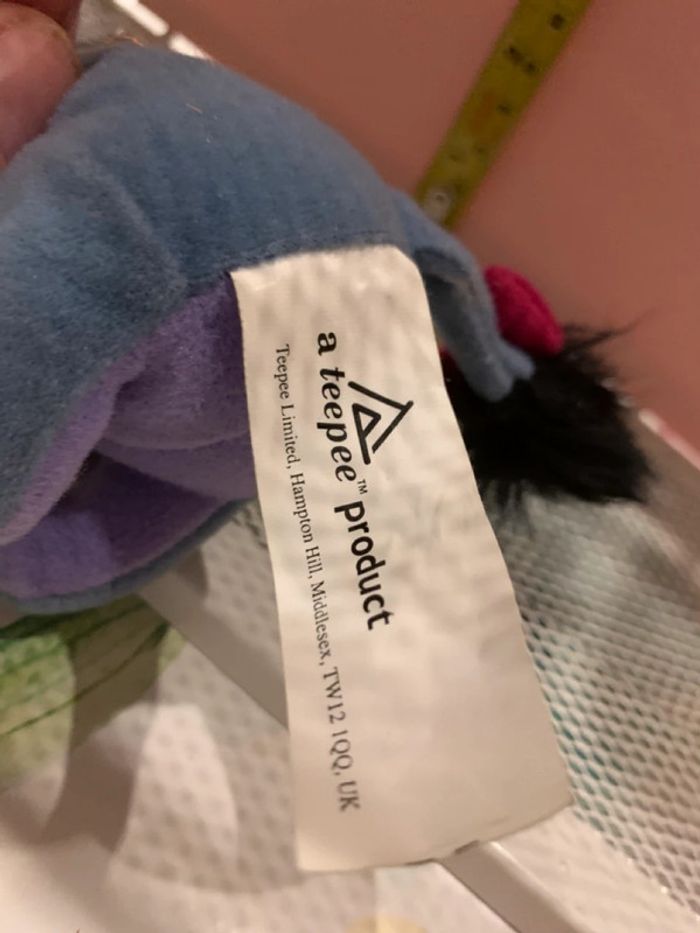 a teepee™ product
Teepee Limited, Hampton Hill, Middlesex, TW12 1QQ, UK